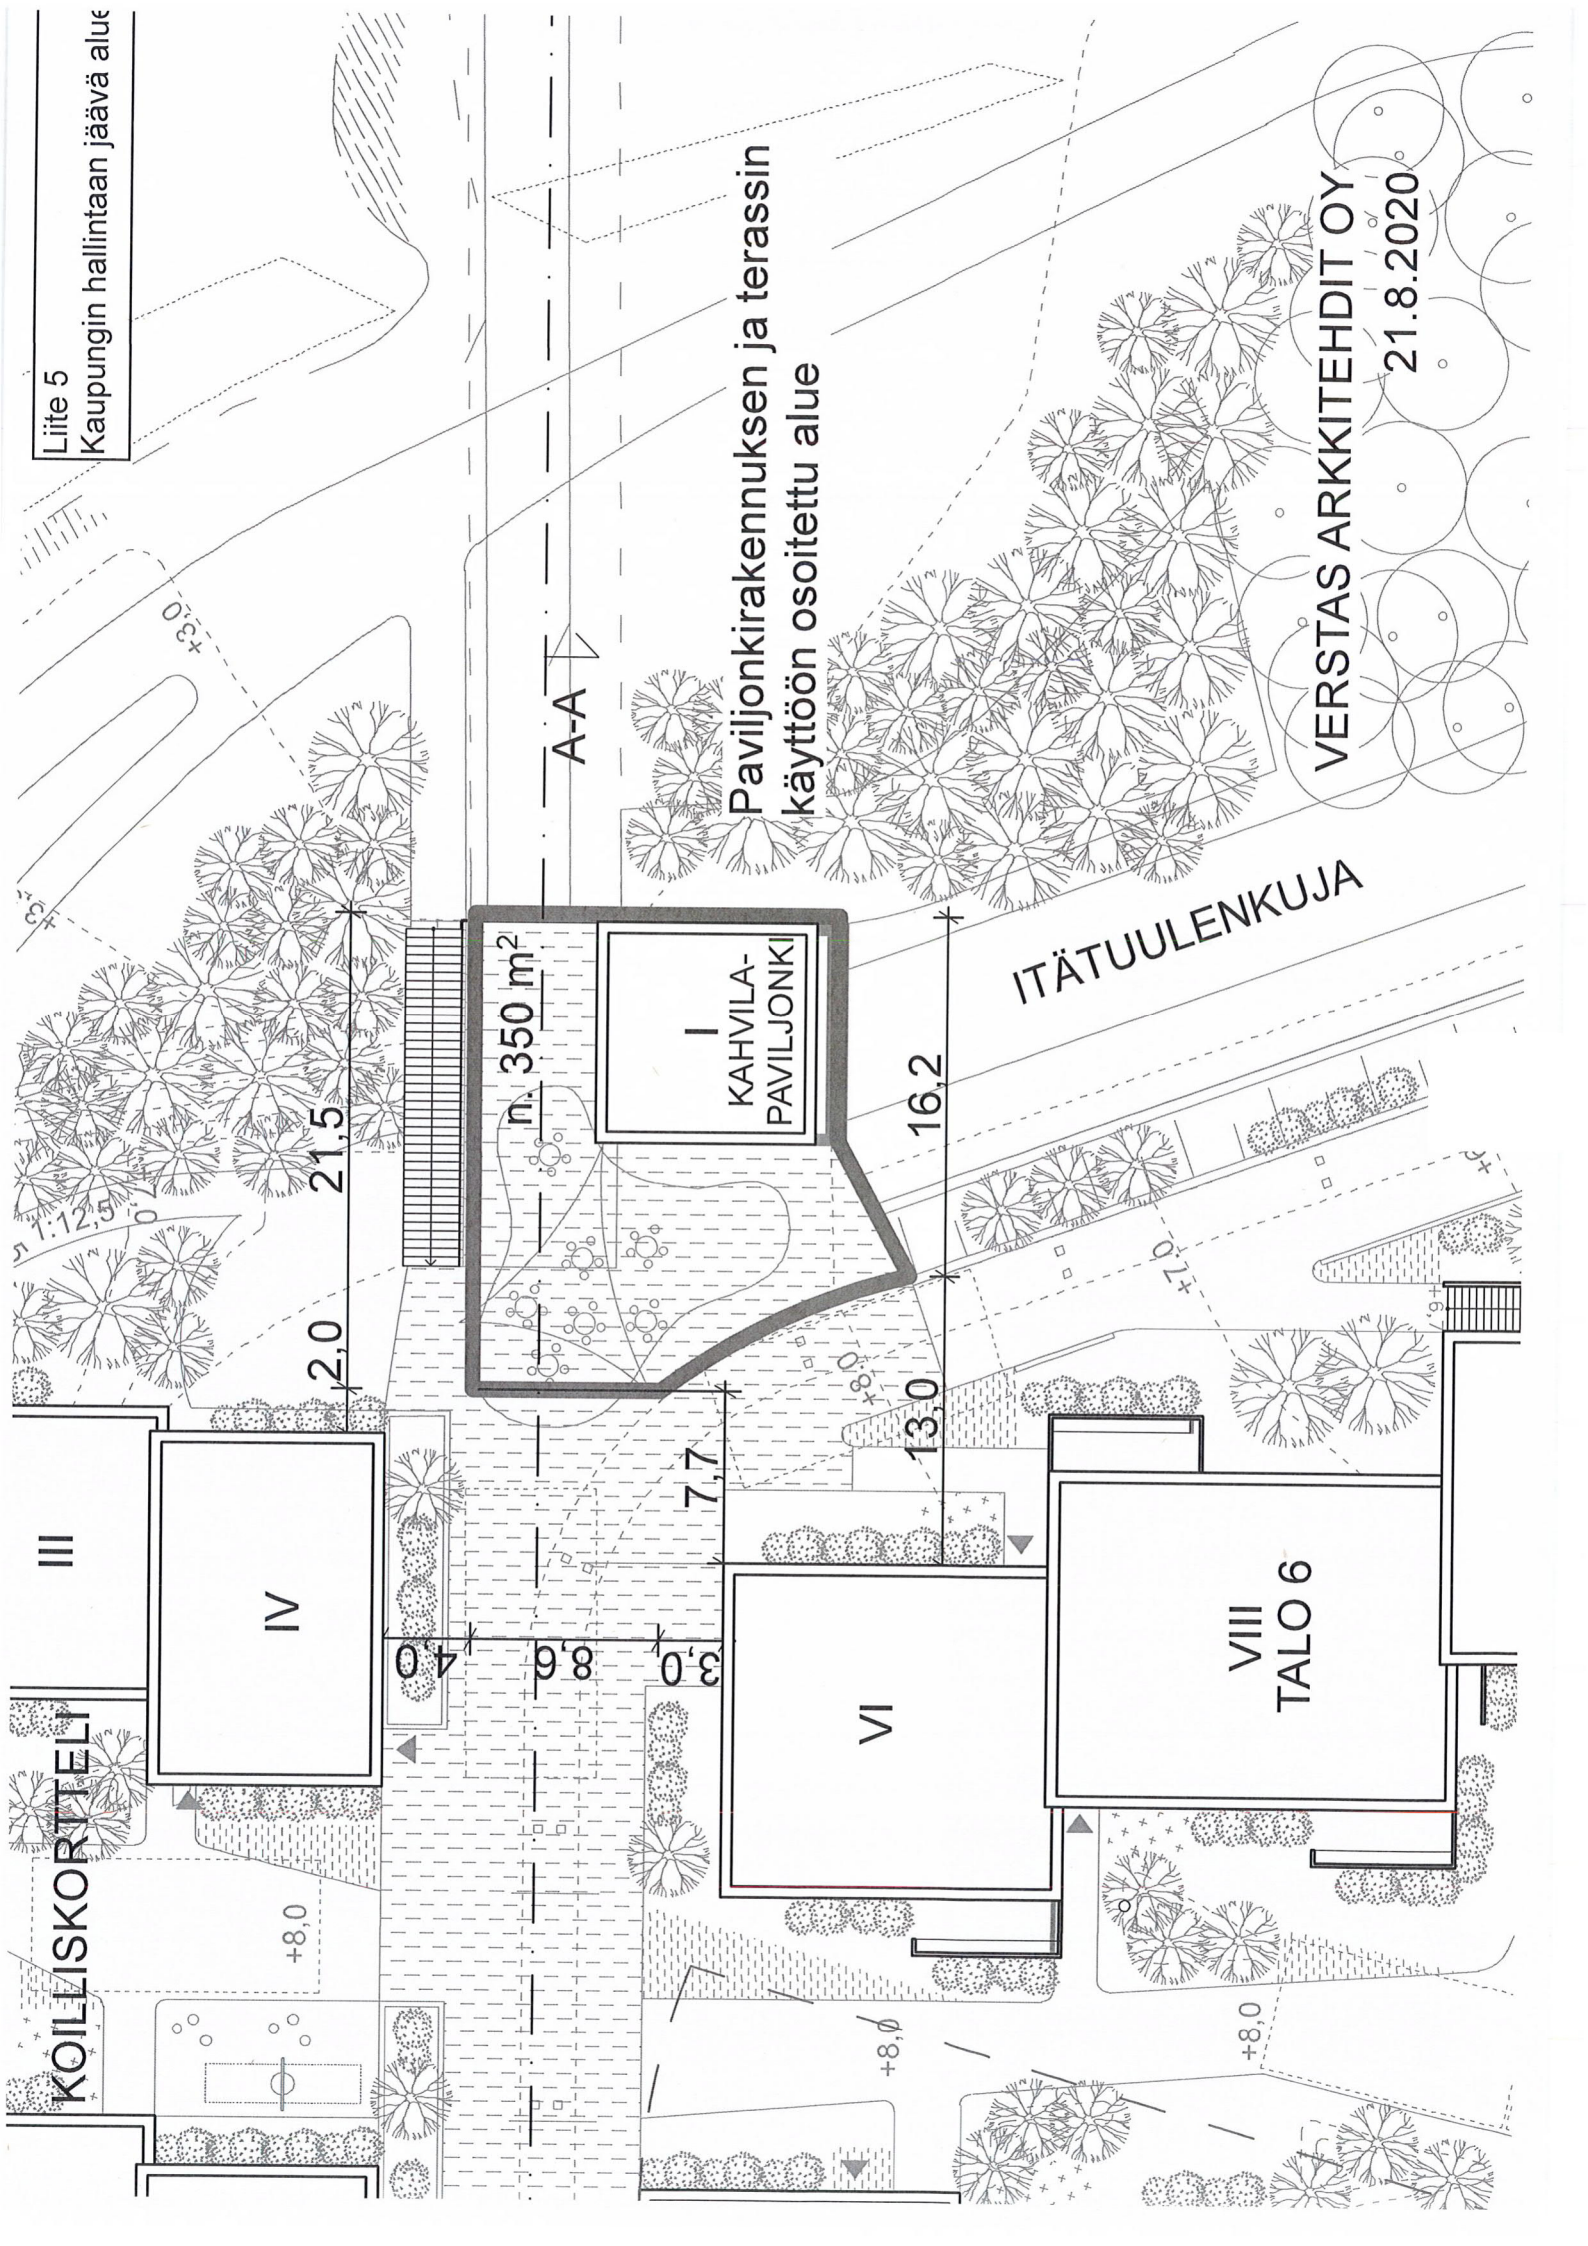 Liite 5
Kaupungin hallintaan jäävä
Paviljonkirakennuksen ja terassin
käyttöön osoitettu alue
VERSTAS ARKKITEHDIT OY
21.8.2020
A-A
+3,0
n. 350 m²
I
KAHVILA-
PAVILJONKI
ITÄTUULENKUJA
21,5
2,0
16,2
13,0
7,7
4,0
8,6
3,0
1:12,5
+8,0
+7,0
III
IV
VI
VIII
TALO 6
KOILLISKORTTELI
+8,0
+8,0
+8,0